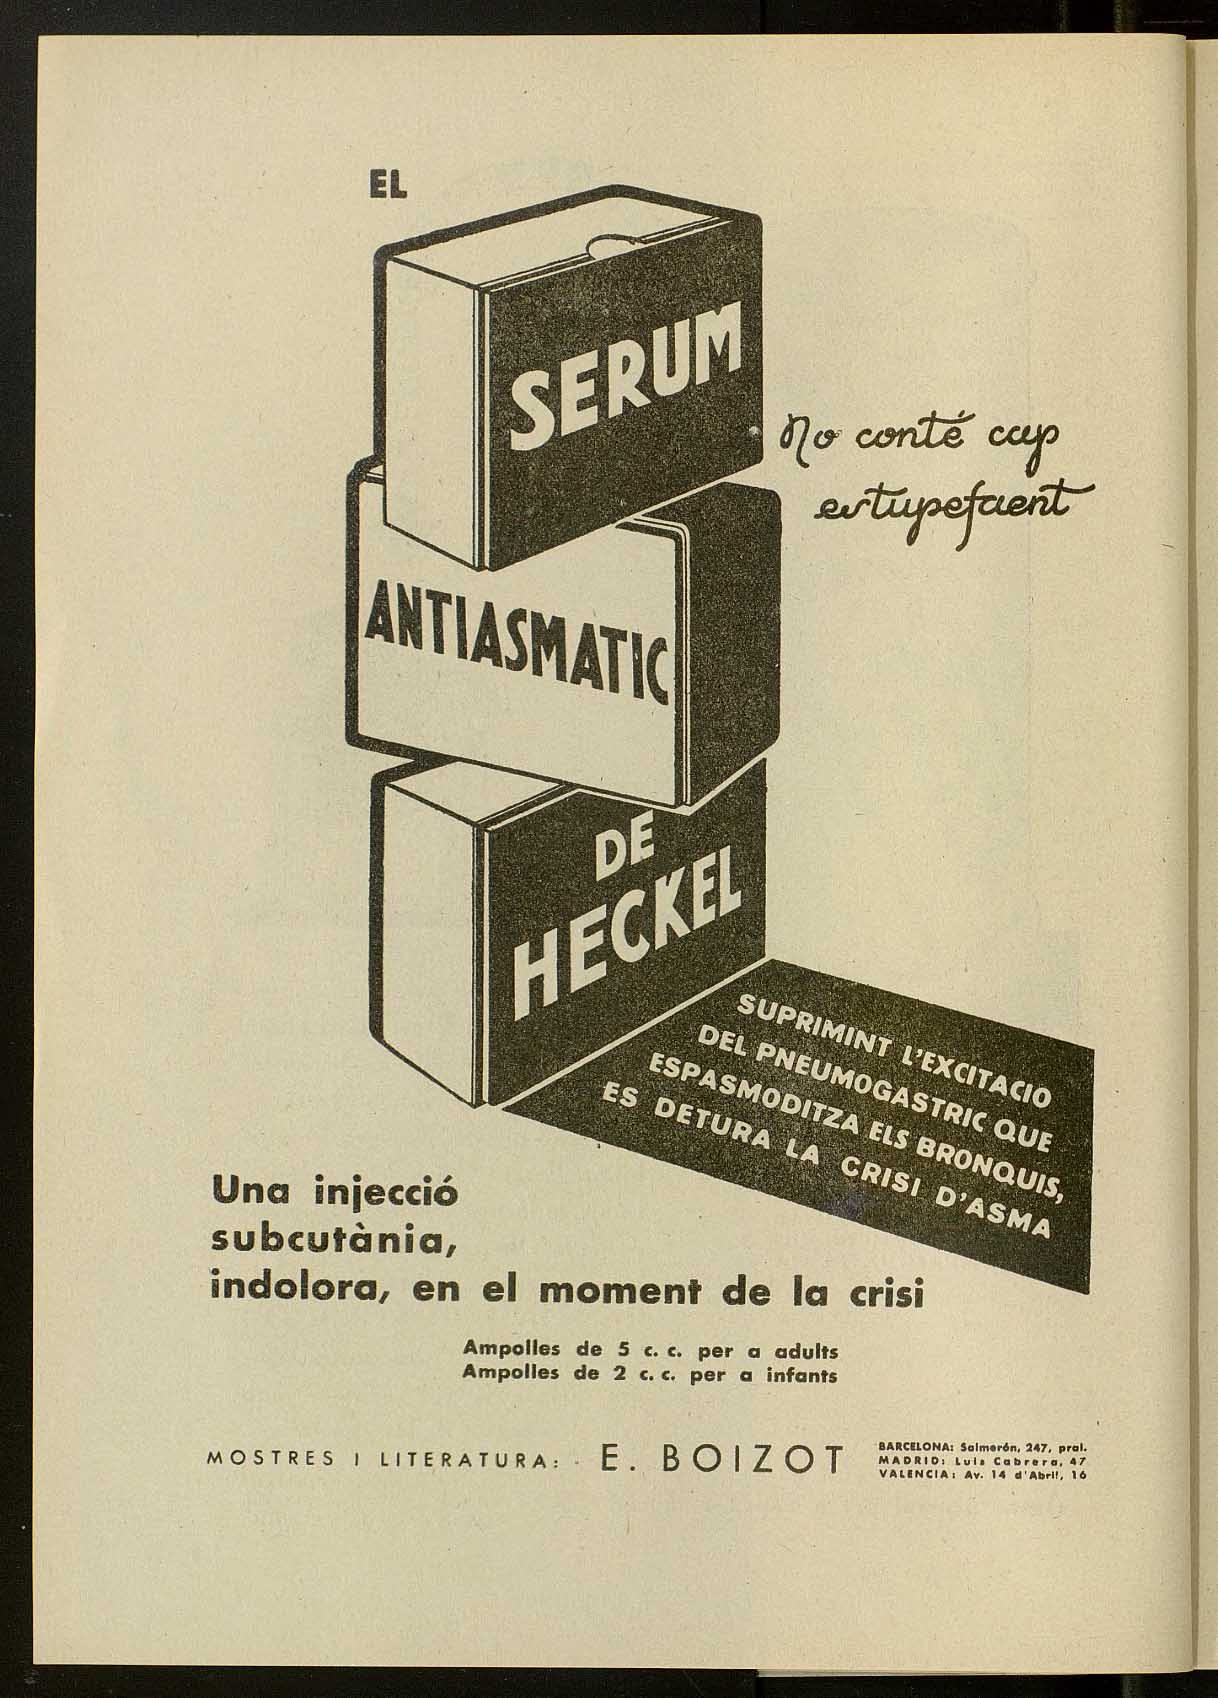 EL
SERUM
No conté cap
estupefaent
ANTIASMATIC
DE
HECKEL
SUPRIMINT L'EXCITACIO
DEL PNEUMOGASTRIC QUE
ESPASMODITZA ELS BRONQUIS,
ES DETURA LA CRISI D'ASMA
Una injecció
subcutània,
indolora, en el moment de la crisi
Ampolles de 5 c. c. per a adults
Ampolles de 2 c. c. per a infants
MOSTRES I LITERATURA: - E. BOIZOT
BARCELONA: Salmerón, 247, pral.
MADRID: Luis Cabrera, 47
VALENCIA: Av. 14 d'Abril, 16